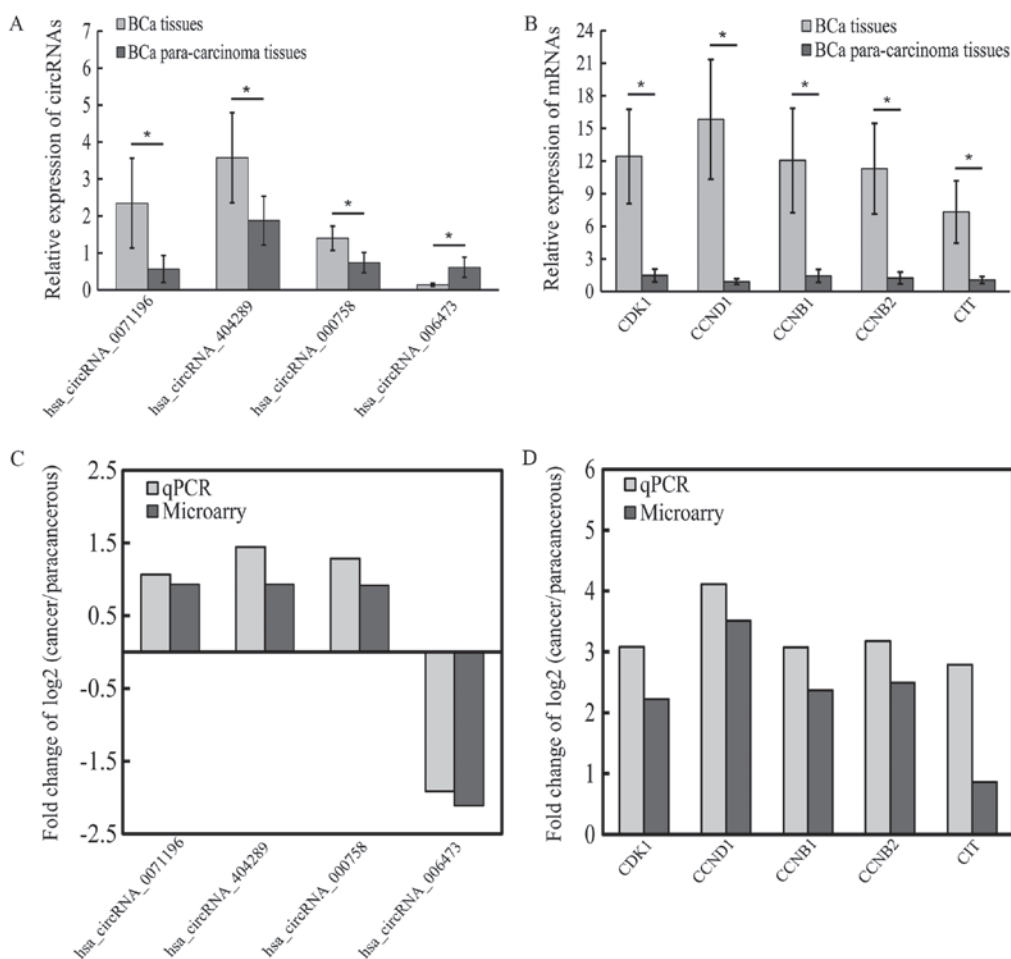 A
BCa tissues
BCa para-carcinoma tissues
Relative expression of circRNAs
7
6
5
4
3
2
1
0
*
*
*
*
hsa_circRNA_0071196
hsa_circRNA_404289
hsa_circRNA_000758
hsa_circRNA_006473
B
BCa tissues
BCa para-carcinoma tissues
Relative expression of mRNAs
24
21
18
15
12
9
6
3
0
*
*
*
*
*
CDK1
CCND1
CCNB1
CCNB2
CIT
C
qPCR
Microarry
Fold change of log2 (cancer/paracancerous)
2.5
1.5
0.5
-0.5
-1.5
-2.5
hsa_circRNA_0071196
hsa_circRNA_404289
hsa_circRNA_000758
hsa_circRNA_006473
D
qPCR
Microarry
Fold change of log2 (cancer/paracancerous)
6
5
4
3
2
1
0
CDK1
CCND1
CCNB1
CCNB2
CIT